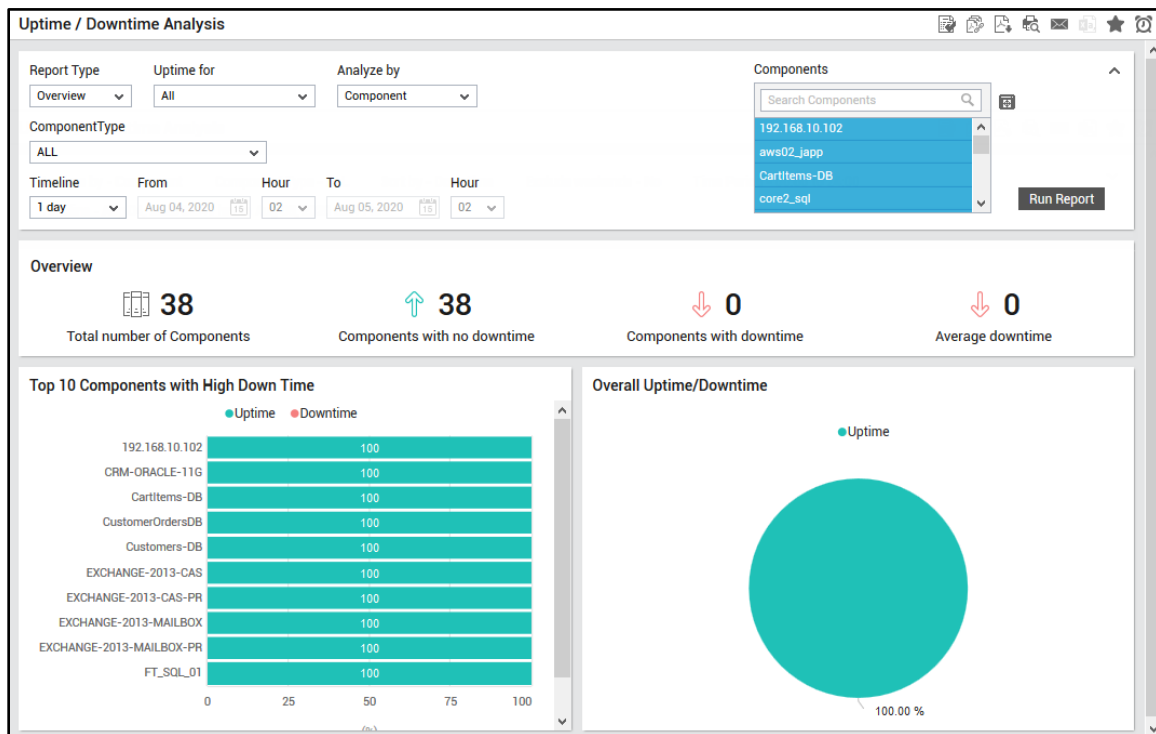 Uptime / Downtime Analysis
Report Type
Uptime for
Analyze by
Components
Overview
All
Component
Search Components
192.168.10.102
aws02_japp
CartItems-DB
core2_sql
ComponentType
ALL
Timeline
From
Hour
To
Hour
1 day
Aug 04, 2020
15
02
Aug 05, 2020
15
02
Run Report
Overview
38
Total number of Components
38
Components with no downtime
0
Components with downtime
0
Average downtime
Top 10 Components with High Down Time
Uptime Downtime
192.168.10.102 100
CRM-ORACLE-11G 100
CartItems-DB 100
CustomerOrdersDB 100
Customers-DB 100
EXCHANGE-2013-CAS 100
EXCHANGE-2013-CAS-PR 100
EXCHANGE-2013-MAILBOX 100
EXCHANGE-2013-MAILBOX-PR 100
FT_SQL_01 100
0 25 50 75 100
Overall Uptime/Downtime
Uptime
100.00 %